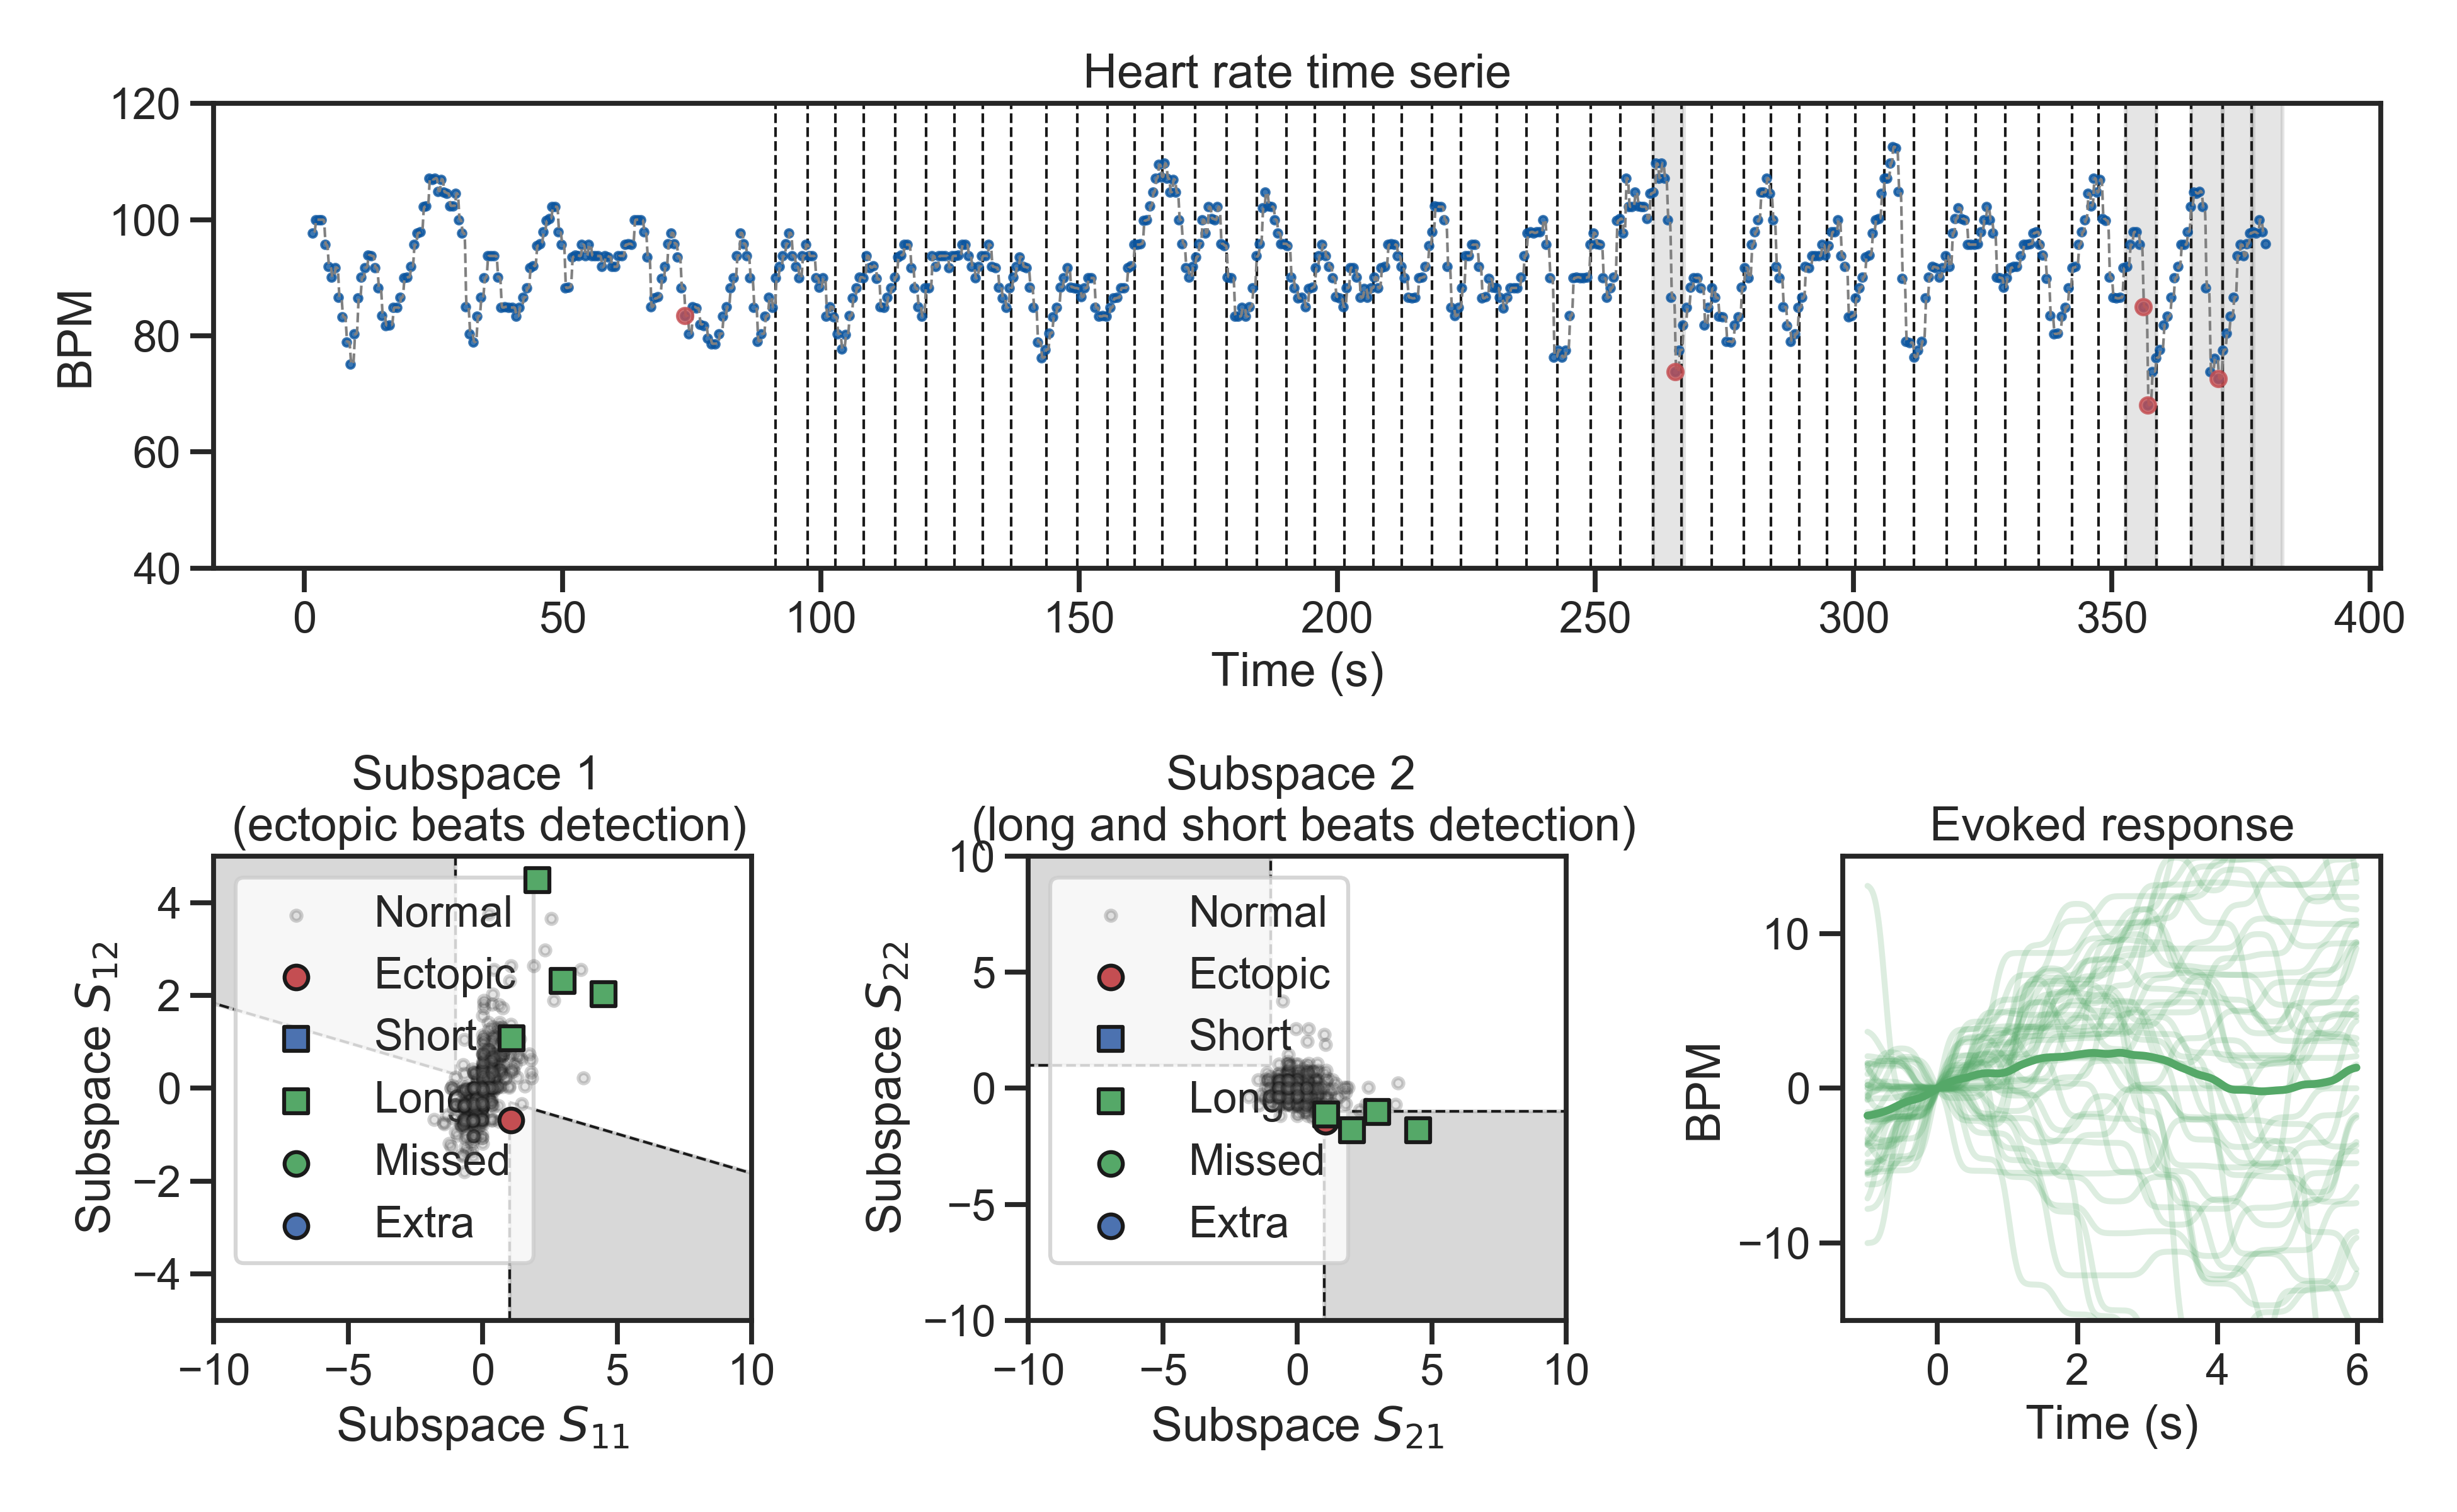 Heart rate time serie
120
100
80
60
40
BPM
0 50 100 150 200 250 300 350 400
Time (s)
Subspace 1
(ectopic beats detection)
4
2
0
−2
−4
Subspace S12
Normal
Ectopic
Short
Long
Missed
Extra
−10 −5 0 5 10
Subspace S11
Subspace 2
(long and short beats detection)
10
5
0
−5
−10
Subspace S22
Normal
Ectopic
Short
Long
Missed
Extra
−10 −5 0 5 10
Subspace S21
Evoked response
10
0
−10
BPM
0 2 4 6
Time (s)